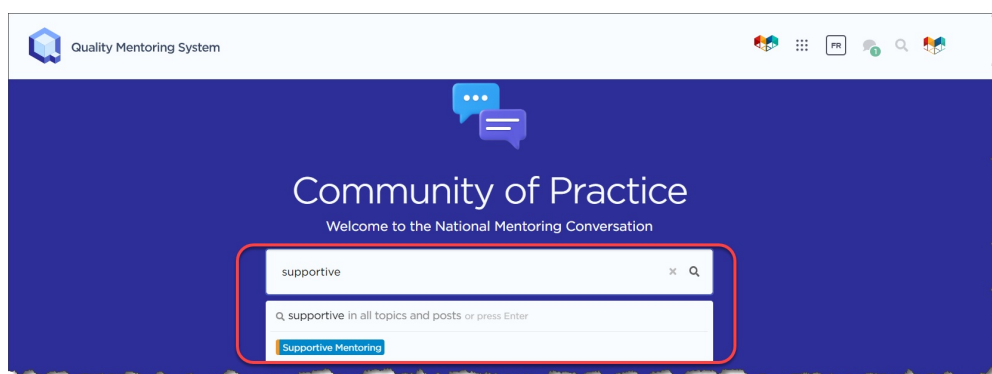 Quality Mentoring System
FR
1
Community of Practice
Welcome to the National Mentoring Conversation
supportive
supportive in all topics and posts or press Enter
Supportive Mentoring